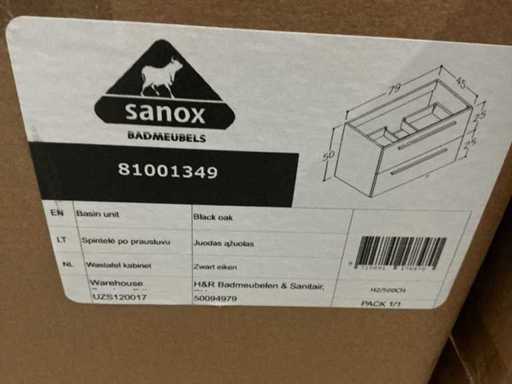 sanox
BADMEUBELS
81001349
79
45
50
25
25
EN Basin unit Black oak
LT Spintelė po praustuvu Juodas ąžuolas
NL Wastafel kabinet Zwart eiken
Warehouse H&R Badmeubelen & Sanitair,
UZS120017 50094979
PACK 1/1